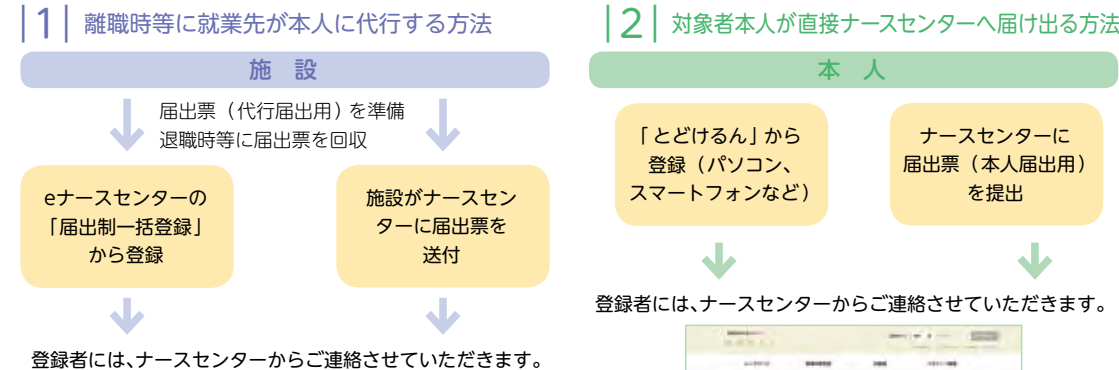 1 離職時等に就業先が本人に代行する方法
施 設
届出票（代行届出用）を準備
退職時等に届出票を回収
eナースセンターの
「届出制一括登録」
から登録
施設がナースセン
ターに届出票を
送付
登録者には、ナースセンターからご連絡させていただきます。
2 対象者本人が直接ナースセンターへ届け出る方法
本 人
「とどけるん」から
登録（パソコン、
スマートフォンなど）
ナースセンターに
届出票（本人届出用）
を提出
登録者には、ナースセンターからご連絡させていただきます。